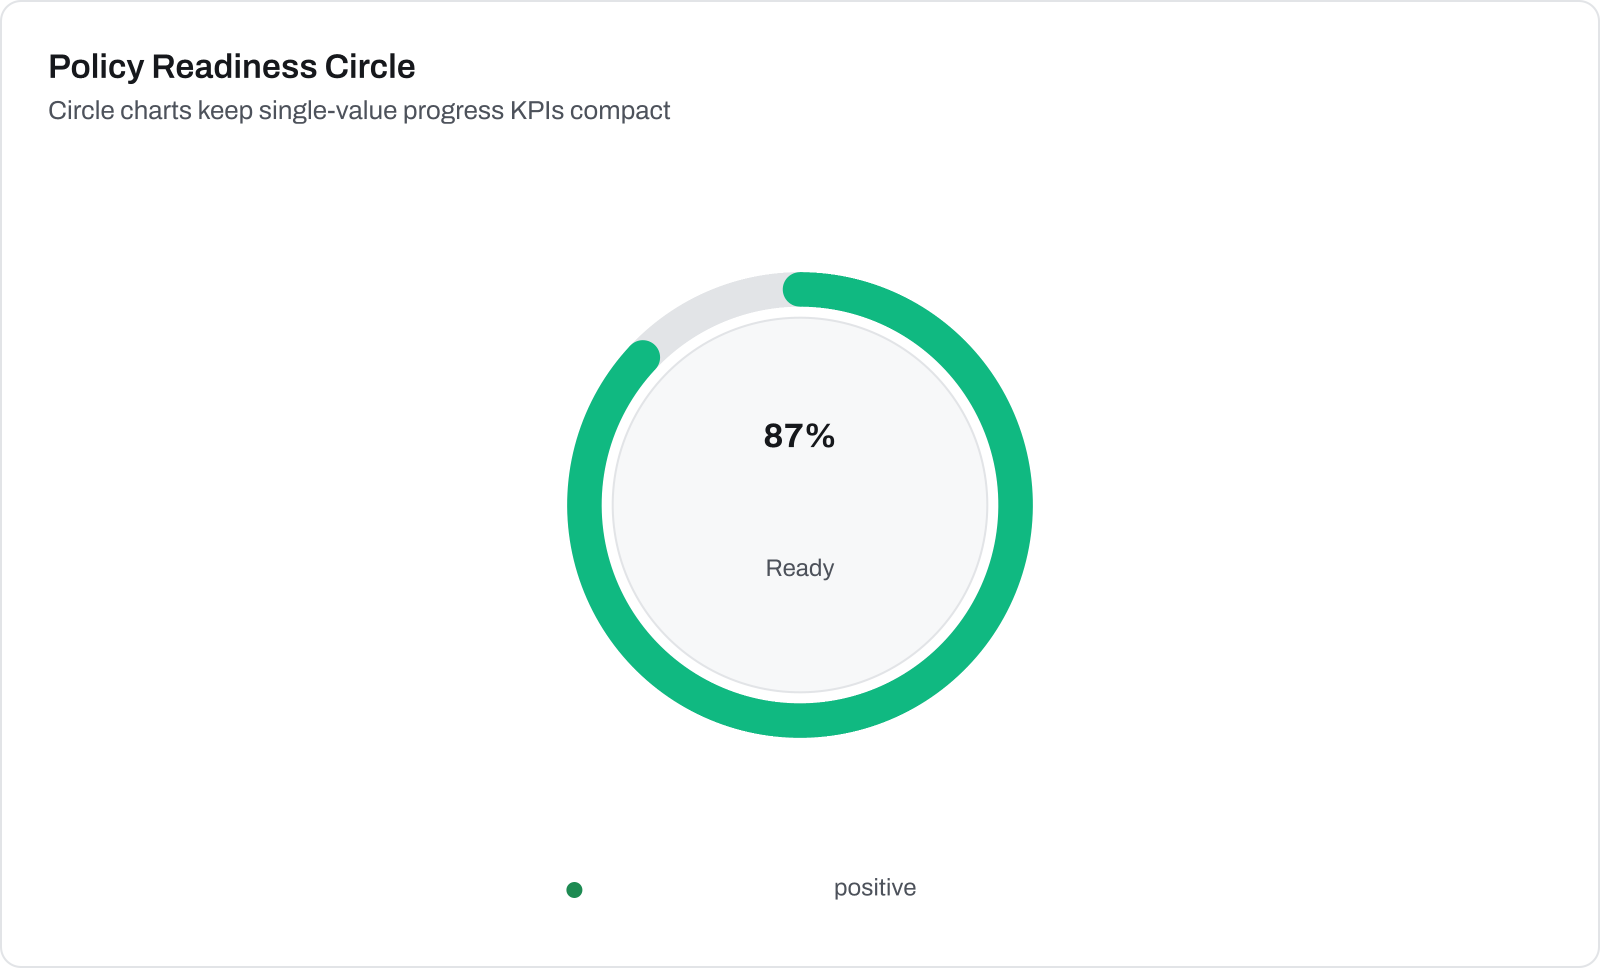 Policy Readiness Circle
Circle charts keep single-value progress KPIs compact
87%
Ready
positive